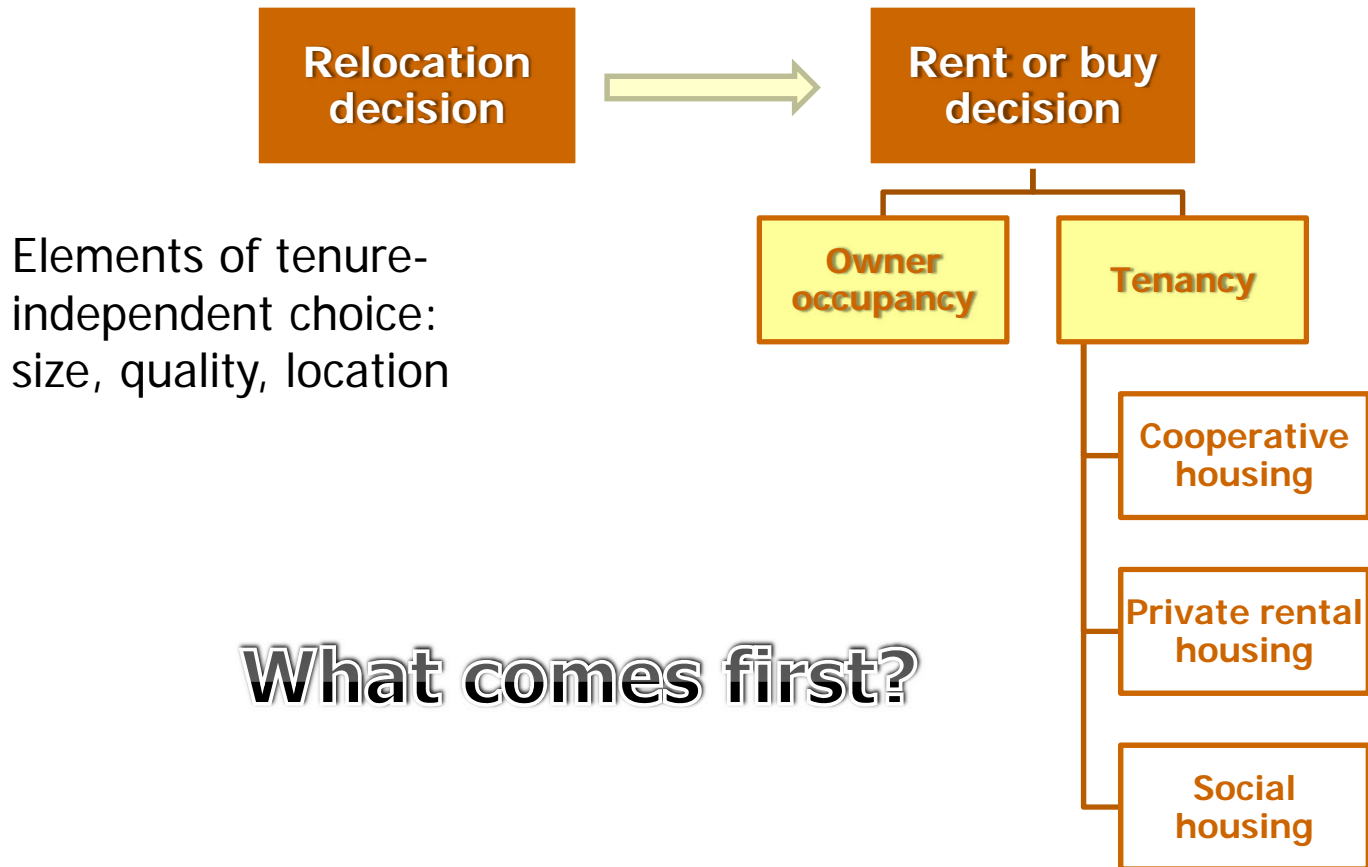 Relocation
decision
Rent or buy
decision
Elements of tenure-
independent choice:
size, quality, location
Owner
occupancy
Tenancy
Cooperative
housing
Private rental
housing
Social
housing
What comes first?